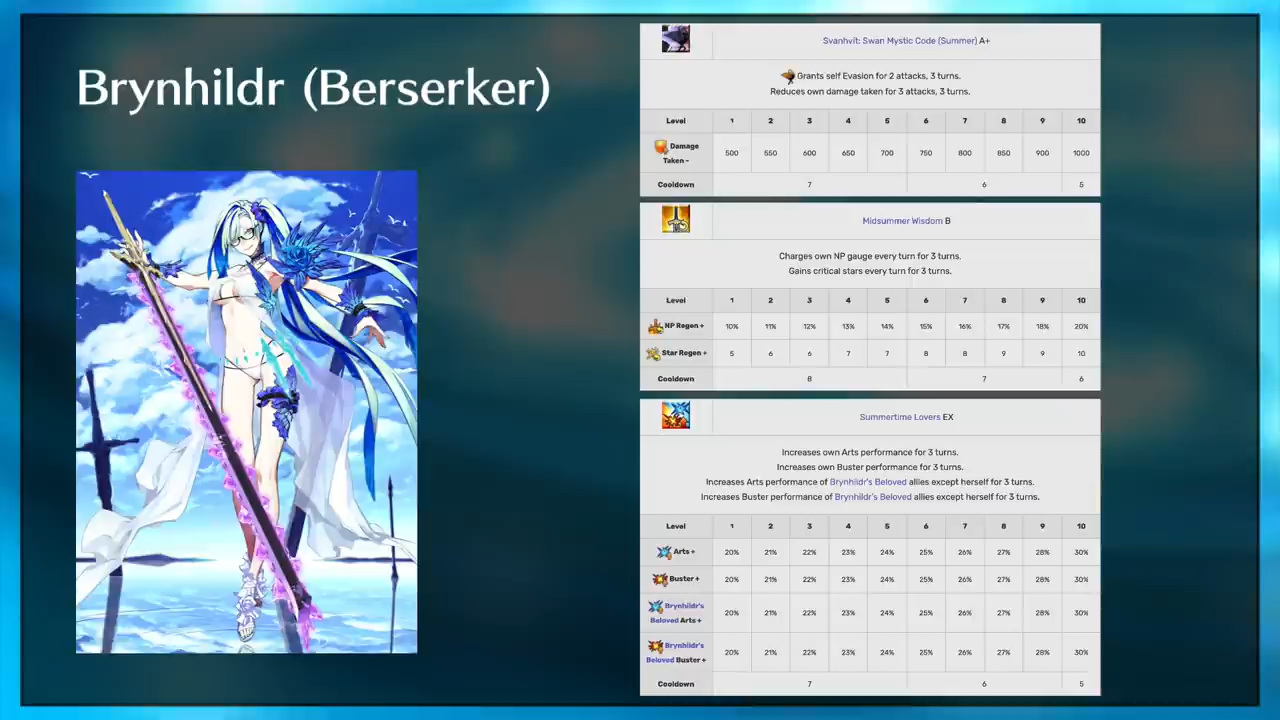 Brynhildr (Berserker)
Svanhvít: Swan Mystic Code (Summer) A+
Grants self Evasion for 2 attacks, 3 turns.
Reduces own damage taken for 3 attacks, 3 turns.
Level 1 2 3 4 5 6 7 8 9 10
Damage
Taken - 500 550 600 650 700 750 800 850 900 1000
Cooldown 7 6 5
Midsummer Wisdom B
Charges own NP gauge every turn for 3 turns.
Gains critical stars every turn for 3 turns.
Level 1 2 3 4 5 6 7 8 9 10
NP Regen + 10% 11% 12% 13% 14% 15% 16% 17% 18% 20%
Star Regen + 5 6 6 7 7 8 8 9 9 10
Cooldown 8 7 6
Summertime Lovers EX
Increases own Arts performance for 3 turns.
Increases own Buster performance for 3 turns.
Increases Arts performance of Brynhildr's Beloved allies except herself for 3 turns.
Increases Buster performance of Brynhildr's Beloved allies except herself for 3 turns.
Level 1 2 3 4 5 6 7 8 9 10
Arts + 20% 21% 22% 23% 24% 25% 26% 27% 28% 30%
Buster + 20% 21% 22% 23% 24% 25% 26% 27% 28% 30%
Brynhildr's
Beloved Arts + 20% 21% 22% 23% 24% 25% 26% 27% 28% 30%
Brynhildr's
Beloved Buster + 20% 21% 22% 23% 24% 25% 26% 27% 28% 30%
Cooldown 7 6 5